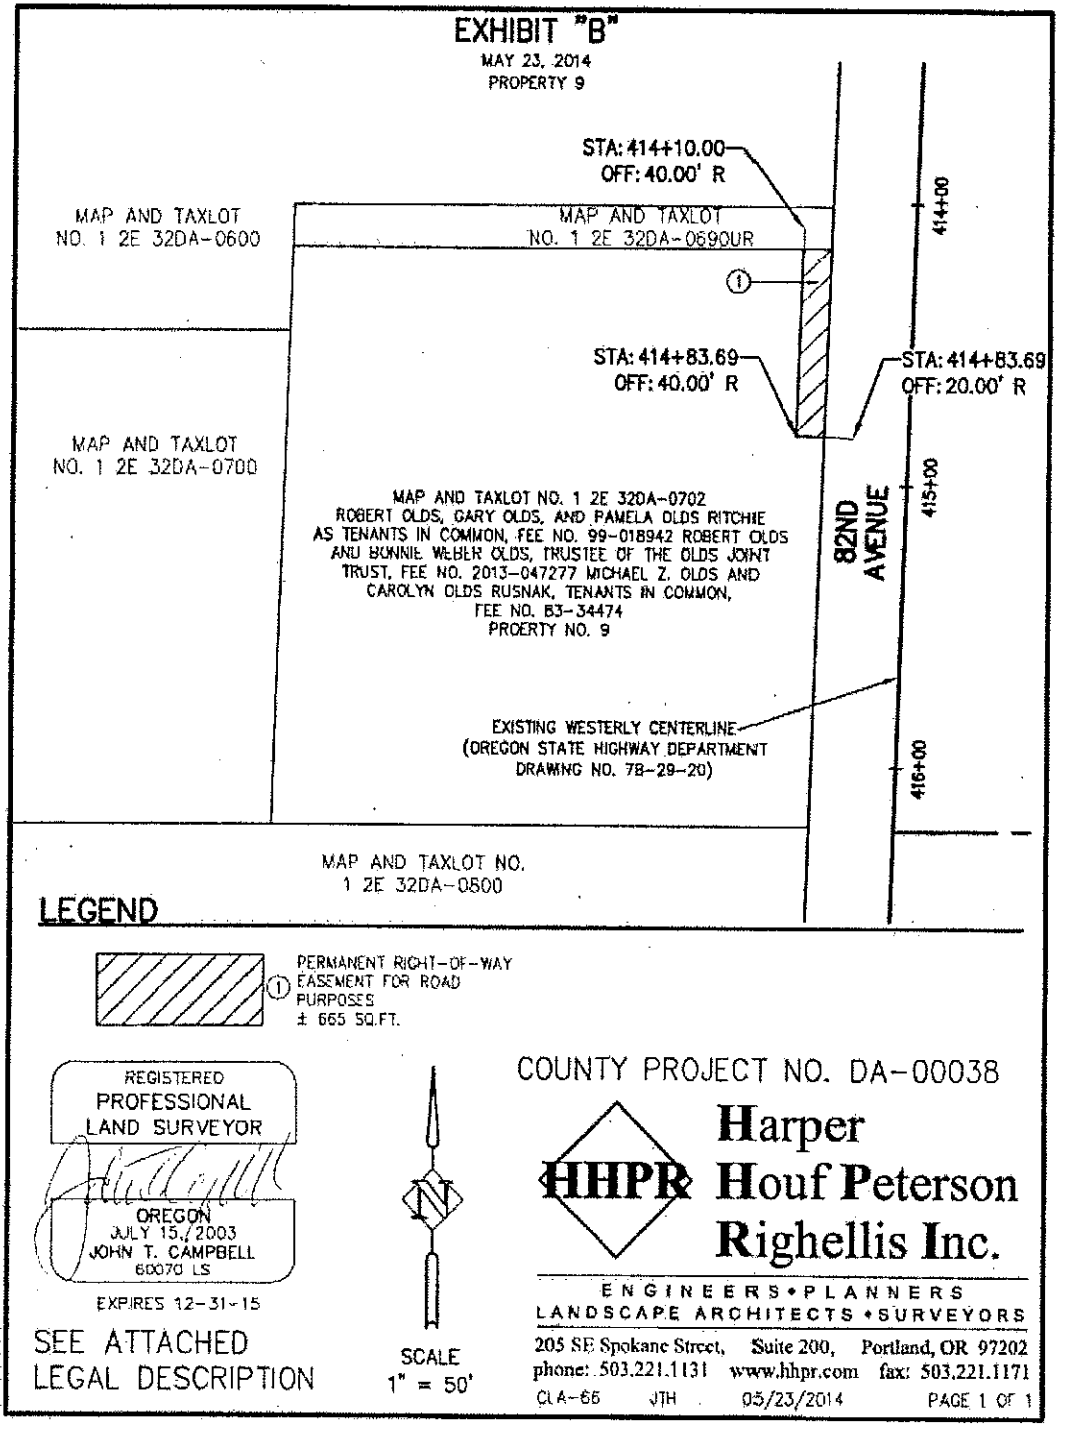 EXHIBIT "B"
MAY 23, 2014
PROPERTY 9
STA: 414+10.00
OFF: 40.00' R
MAP AND TAXLOT
NO. 1 2E 32DA-0600
MAP AND TAXLOT
NO. 1 2E 32DA-0690UR
414+00
1
STA: 414+83.69
OFF: 40.00' R
STA: 414+83.69
OFF: 20.00' R
MAP AND TAXLOT
NO. 1 2E 32DA-0700
MAP AND TAXLOT NO. 1 2E 32DA-0702
ROBERT OLDS, GARY OLDS, AND PAMELA OLDS RITCHIE
AS TENANTS IN COMMON, FEE NO. 99-018942 ROBERT OLDS
AND BONNIE WEBER OLDS, TRUSTEE OF THE OLDS JOINT
TRUST, FEE NO. 2013-047277 MICHAEL Z. OLDS AND
CAROLYN OLDS RUSNAK, TENANTS IN COMMON,
FEE NO. 83-34474
PROERTY NO. 9
82ND
AVENUE
415+00
EXISTING WESTERLY CENTERLINE
(OREGON STATE HIGHWAY DEPARTMENT
DRAWING NO. 7B-29-20)
416+00
MAP AND TAXLOT NO.
1 2E 32DA-0800
LEGEND
1
PERMANENT RIGHT-OF-WAY
EASEMENT FOR ROAD
PURPOSES
± 665 SQ.FT.
REGISTERED
PROFESSIONAL
LAND SURVEYOR
OREGON
JULY 15, 2003
JOHN T. CAMPBELL
60070 LS
EXPIRES 12-31-15
SEE ATTACHED
LEGAL DESCRIPTION
N
SCALE
1" = 50'
COUNTY PROJECT NO. DA-00038
HHPR
Harper
Houf Peterson
Righellis Inc.
ENGINEERS•PLANNERS
LANDSCAPE ARCHITECTS•SURVEYORS
205 SE Spokane Street, Suite 200, Portland, OR 97202
phone: 503.221.1131 www.hhpr.com fax: 503.221.1171
CLA-66 JTH 05/23/2014 PAGE 1 OF 1